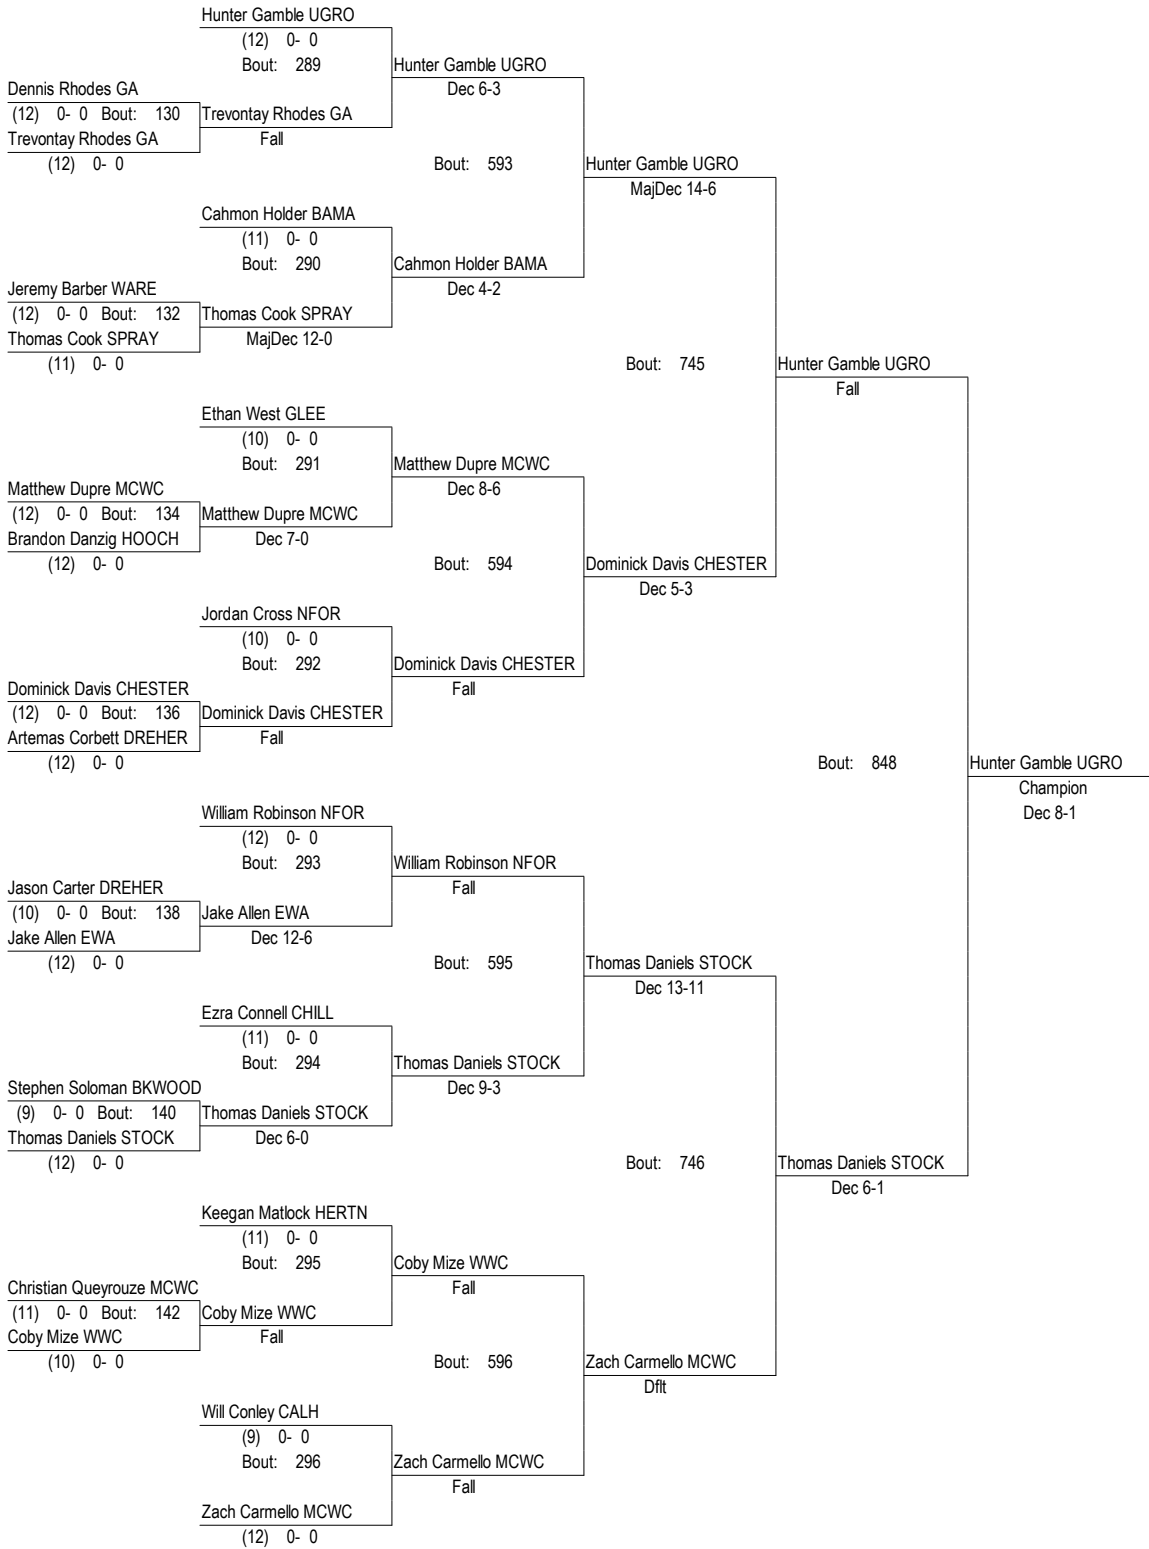 Hunter Gamble UGRO
(12) 0- 0
Bout: 289
Hunter Gamble UGRO
Dec 6-3
Dennis Rhodes GA
(12) 0- 0 Bout: 130
Trevontay Rhodes GA
Trevontay Rhodes GA
Fall
(12) 0- 0
Bout: 593
Hunter Gamble UGRO
MajDec 14-6
Cahmon Holder BAMA
(11) 0- 0
Bout: 290
Cahmon Holder BAMA
Dec 4-2
Jeremy Barber WARE
(12) 0- 0 Bout: 132
Thomas Cook SPRAY
Thomas Cook SPRAY
MajDec 12-0
(11) 0- 0
Bout: 745
Hunter Gamble UGRO
Fall
Ethan West GLEE
(10) 0- 0
Bout: 291
Matthew Dupre MCWC
Dec 8-6
Matthew Dupre MCWC
(12) 0- 0 Bout: 134
Matthew Dupre MCWC
Brandon Danzig HOOCH
Dec 7-0
(12) 0- 0
Bout: 594
Dominick Davis CHESTER
Dec 5-3
Jordan Cross NFOR
(10) 0- 0
Bout: 292
Dominick Davis CHESTER
Fall
Dominick Davis CHESTER
(12) 0- 0 Bout: 136
Dominick Davis CHESTER
Artemas Corbett DREHER
Fall
(12) 0- 0
Bout: 848
Hunter Gamble UGRO
Champion
Dec 8-1
William Robinson NFOR
(12) 0- 0
Bout: 293
William Robinson NFOR
Fall
Jason Carter DREHER
(10) 0- 0 Bout: 138
Jake Allen EWA
Jake Allen EWA
Dec 12-6
(12) 0- 0
Bout: 595
Thomas Daniels STOCK
Dec 13-11
Ezra Connell CHILL
(11) 0- 0
Bout: 294
Thomas Daniels STOCK
Dec 9-3
Stephen Soloman BKWOOD
(9) 0- 0 Bout: 140
Thomas Daniels STOCK
Thomas Daniels STOCK
Dec 6-0
(12) 0- 0
Bout: 746
Thomas Daniels STOCK
Dec 6-1
Keegan Matlock HERTN
(11) 0- 0
Bout: 295
Coby Mize WWC
Fall
Christian Queyrouze MCWC
(11) 0- 0 Bout: 142
Coby Mize WWC
Coby Mize WWC
Fall
(10) 0- 0
Bout: 596
Zach Carmello MCWC
Dflt
Will Conley CALH
(9) 0- 0
Bout: 296
Zach Carmello MCWC
Fall
Zach Carmello MCWC
(12) 0- 0